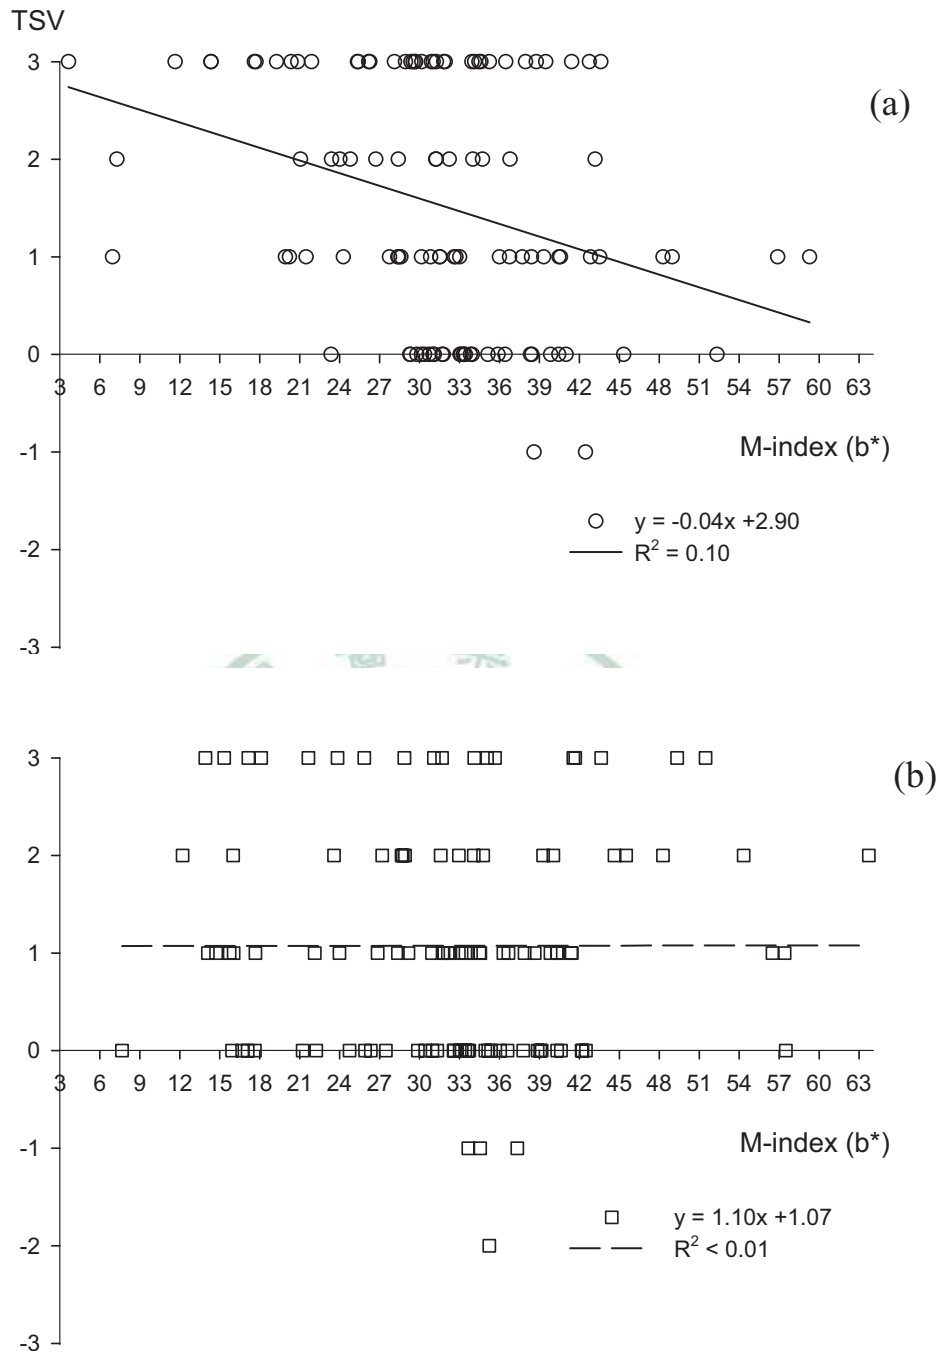 TSV
(a)
3
2
1
0
3 6 9 12 15 18 21 24 27 30 33 36 39 42 45 48 51 54 57 60 63
-1
M-index (b*)
y = -0.04x +2.90
R² = 0.10
-2
-3
(b)
3
2
1
0
3 6 9 12 15 18 21 24 27 30 33 36 39 42 45 48 51 54 57 60 63
-1
M-index (b*)
y = 1.10x +1.07
R² < 0.01
-2
-3